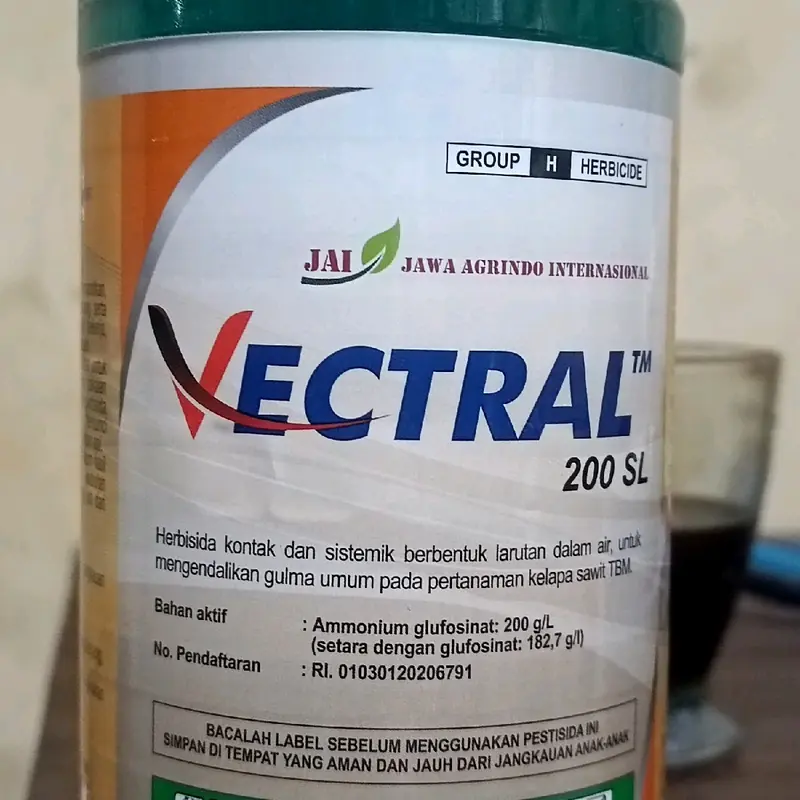 GROUP H HERBICIDE
JAI JAWA AGRINDO INTERNASIONAL
VECTRAL™
200 SL
Herbisida kontak dan sistemik berbentuk larutan dalam air, untuk
mengendalikan gulma umum pada pertanaman kelapa sawit TBM.
Bahan aktif : Ammonium glufosinat: 200 g/L
(setara dengan glufosinat: 182,7 g/l)
No. Pendaftaran : RI. 01030120206791
BACALAH LABEL SEBELUM MENGGUNAKAN PESTISIDA INI
SIMPAN DI TEMPAT YANG AMAN DAN JAUH DARI JANGKAUAN ANAK-ANAK